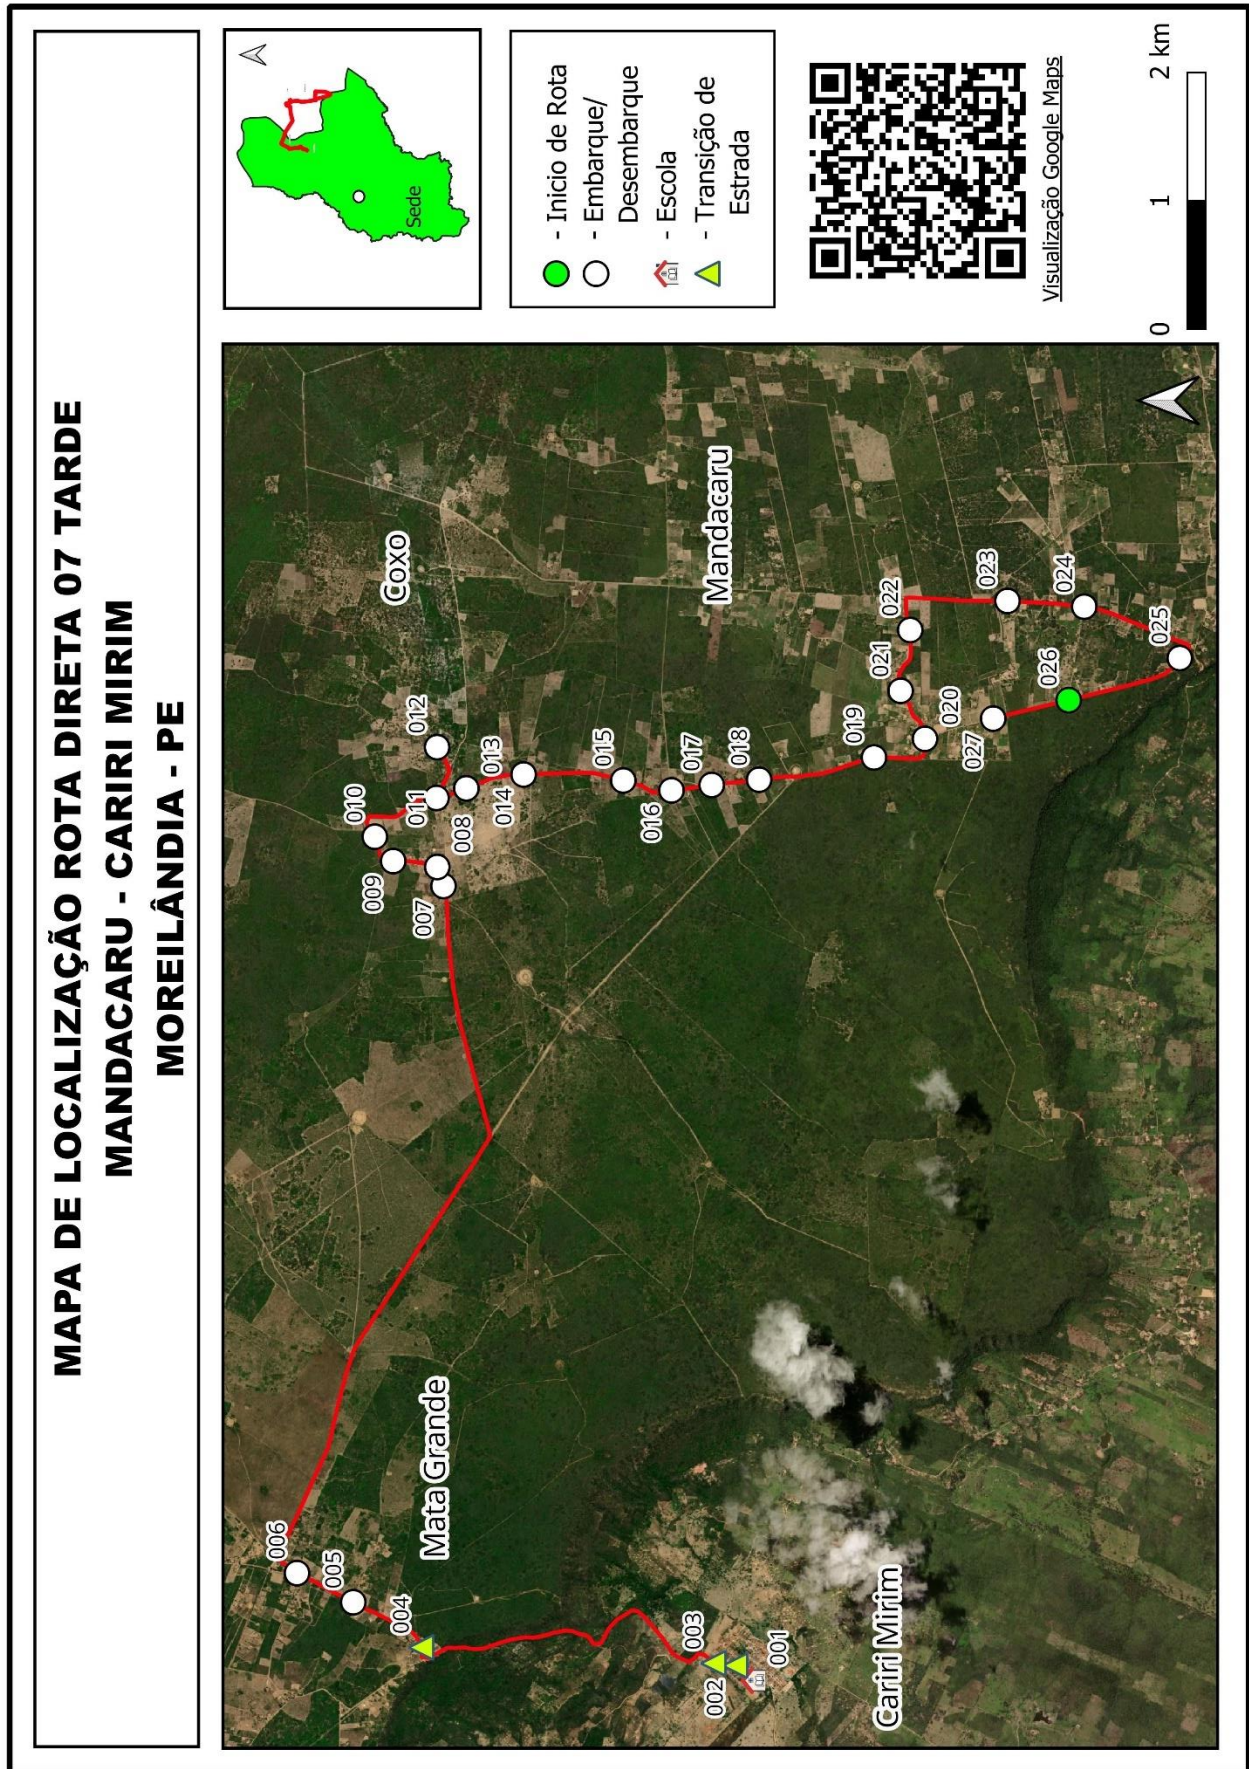 MAPA DE LOCALIZAÇÃO ROTA DIRETA 07 TARDE
MANDACARU - CARIRI MIRIM
MOREILÂNDIA - PE
Sede
- Inicio de Rota
- Embarque/
Desembarque
- Escola
- Transição de
Estrada
Visualização Google Maps
0 1 2 km
Coxo
Mandacaru
Mata Grande
Cariri Mirim
001
002
003
004
005
006
007
008
009
010
011
012
013
014
015
016
017
018
019
020
021
022
023
024
025
026
027